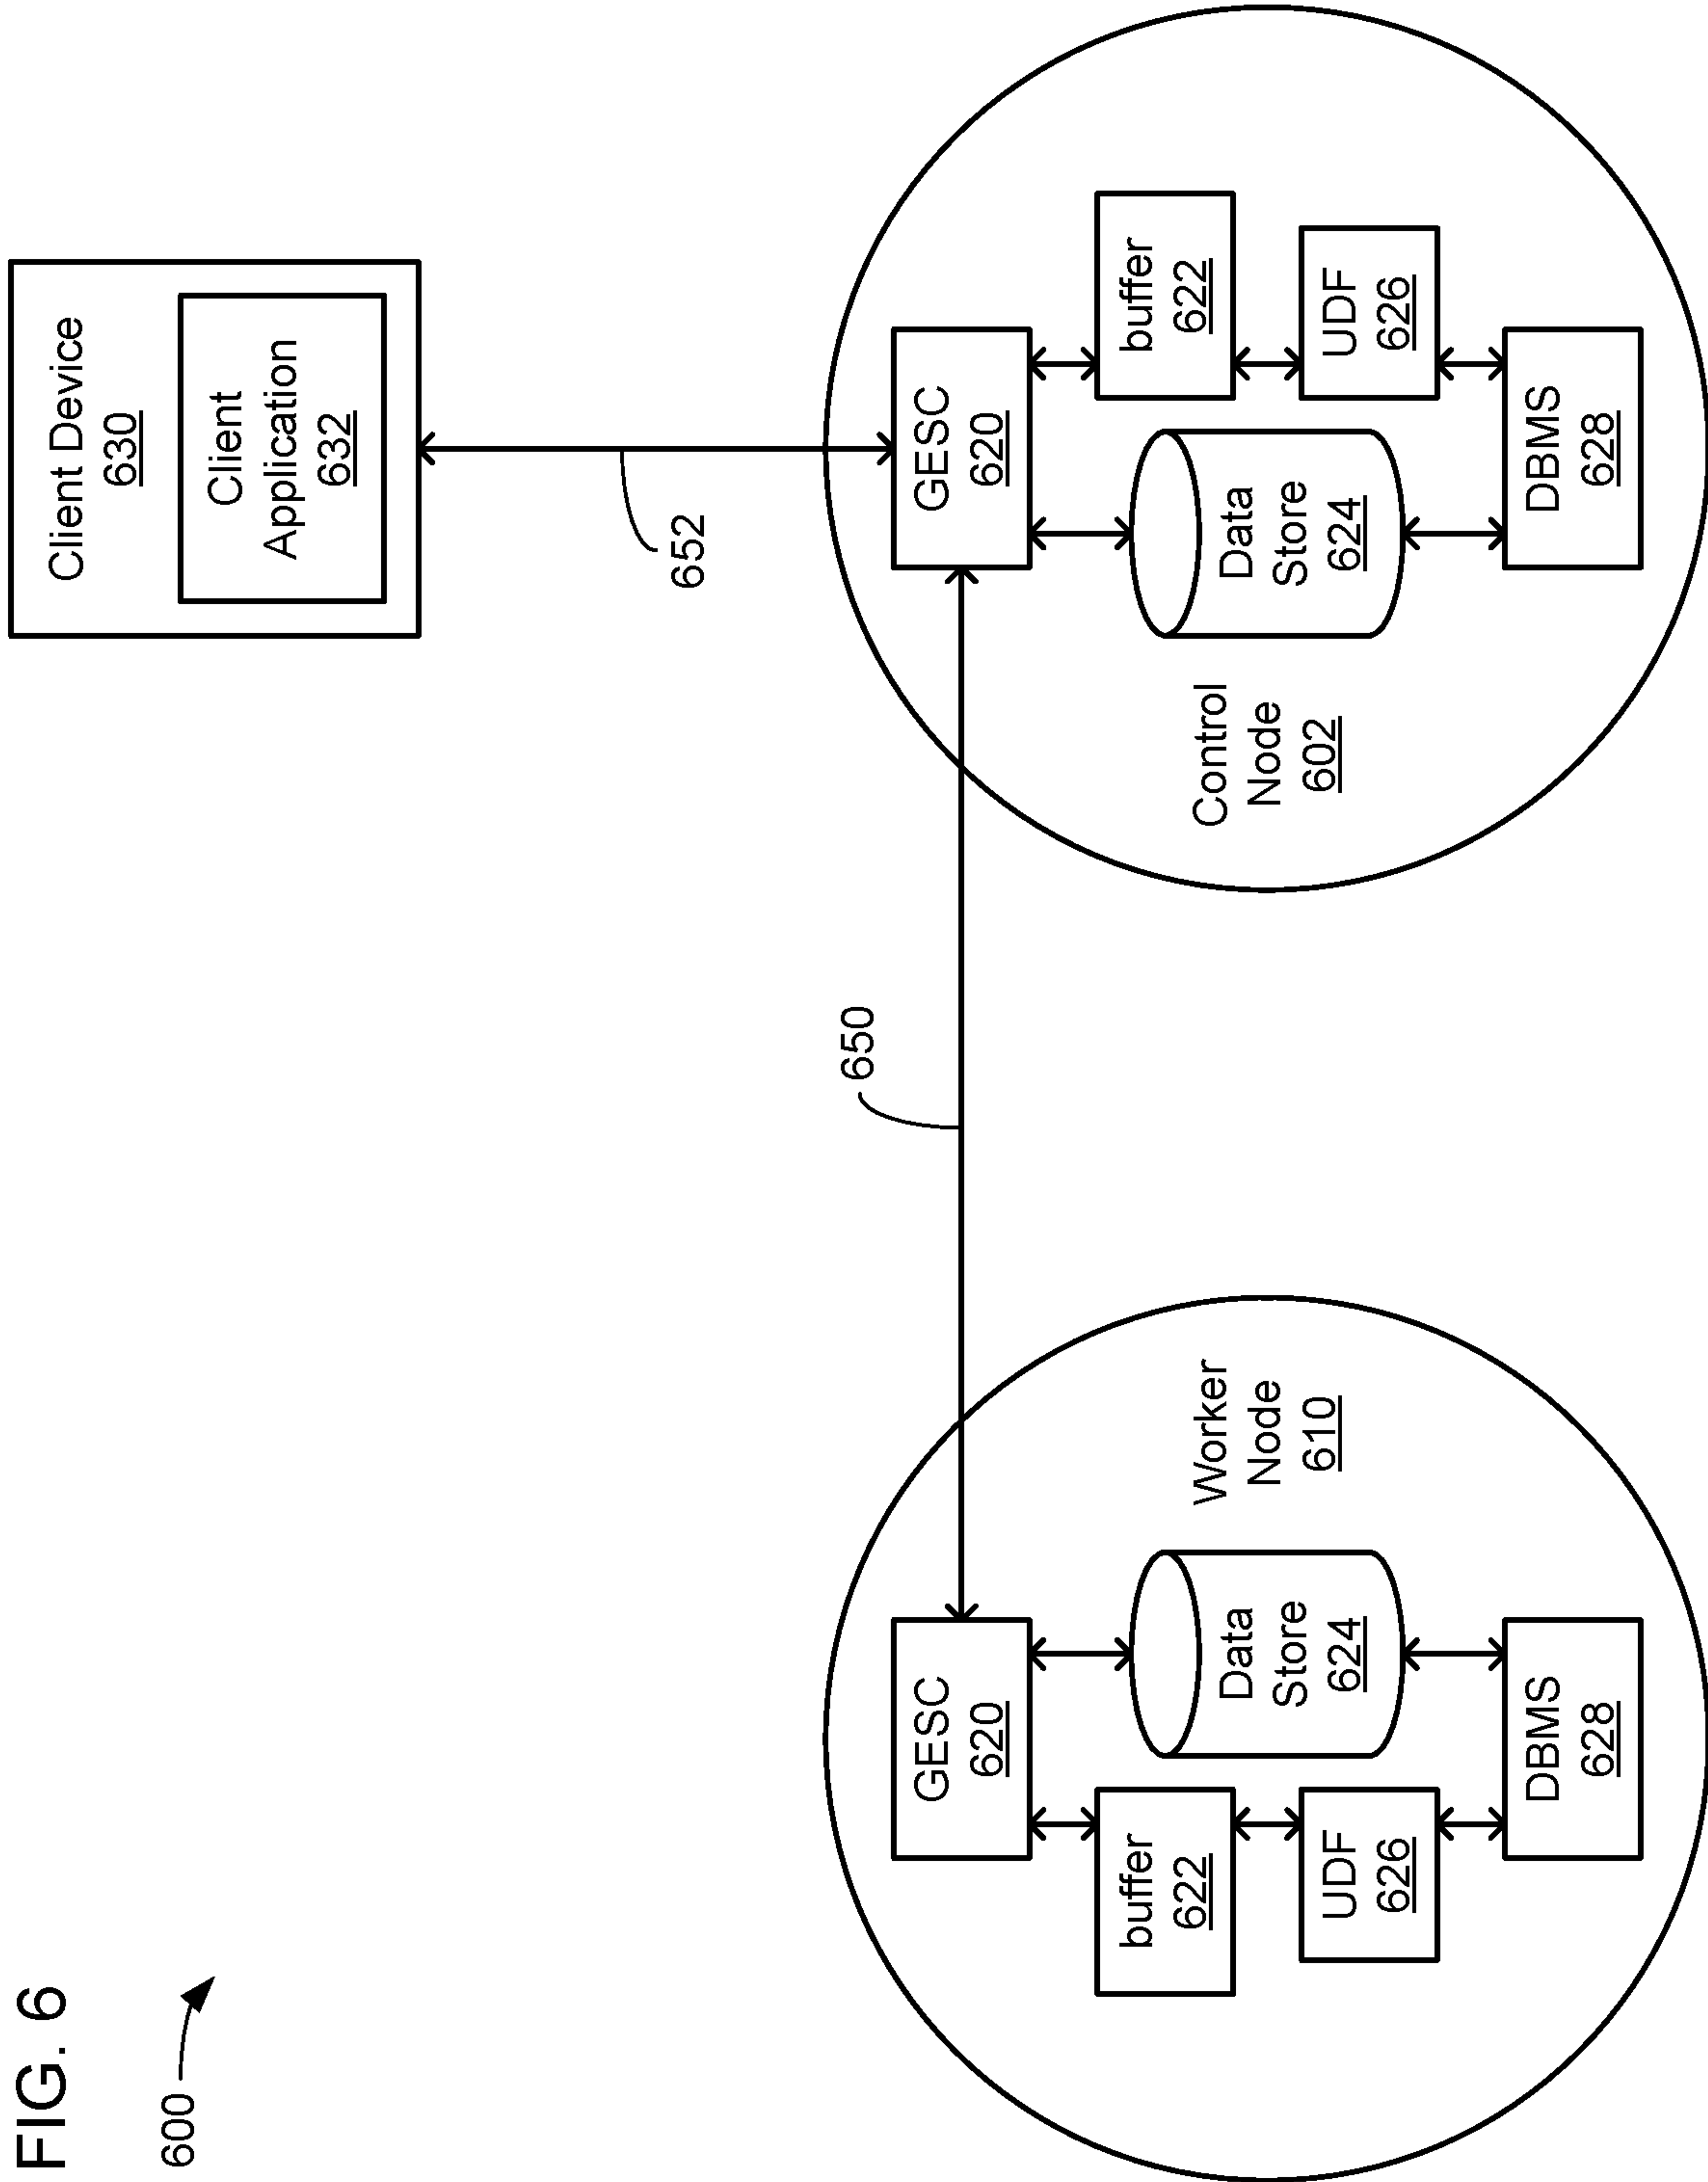 FIG. 6
600
Client Device
630
Client
Application
632
652
650
GESC
620
buffer
622
Data
Store
624
UDF
626
DBMS
628
Worker
Node
610
GESC
620
Data
Store
624
buffer
622
UDF
626
DBMS
628
Control
Node
602